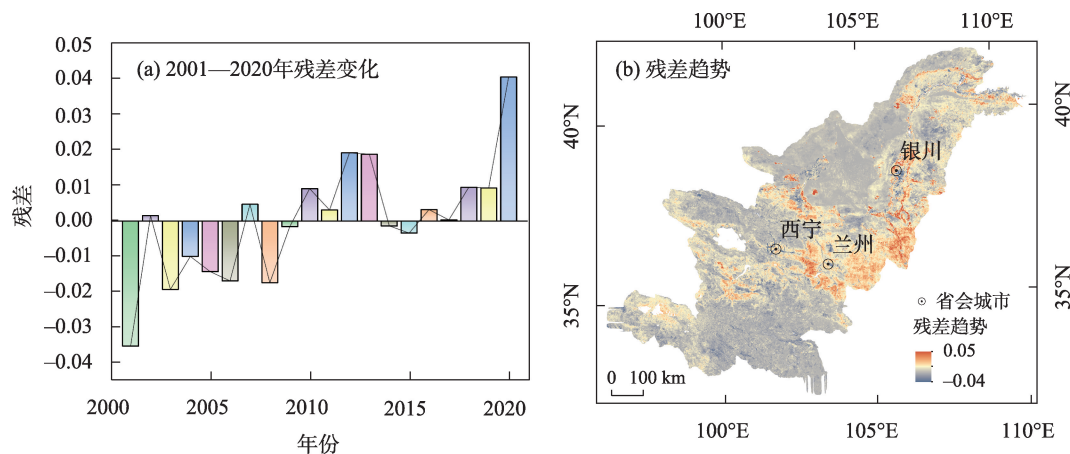 (a) 2001—2020年残差变化
0.05
0.04
0.03
0.02
0.01
0.00
–0.01
–0.02
–0.03
–0.04
残差
2000
2005
2010
2015
2020
年份
100°E
105°E
110°E
(b) 残差趋势
40°N
35°N
40°N
35°N
银川
西宁
兰州
省会城市
残差趋势
0.05
–0.04
0 100 km
100°E
105°E
110°E